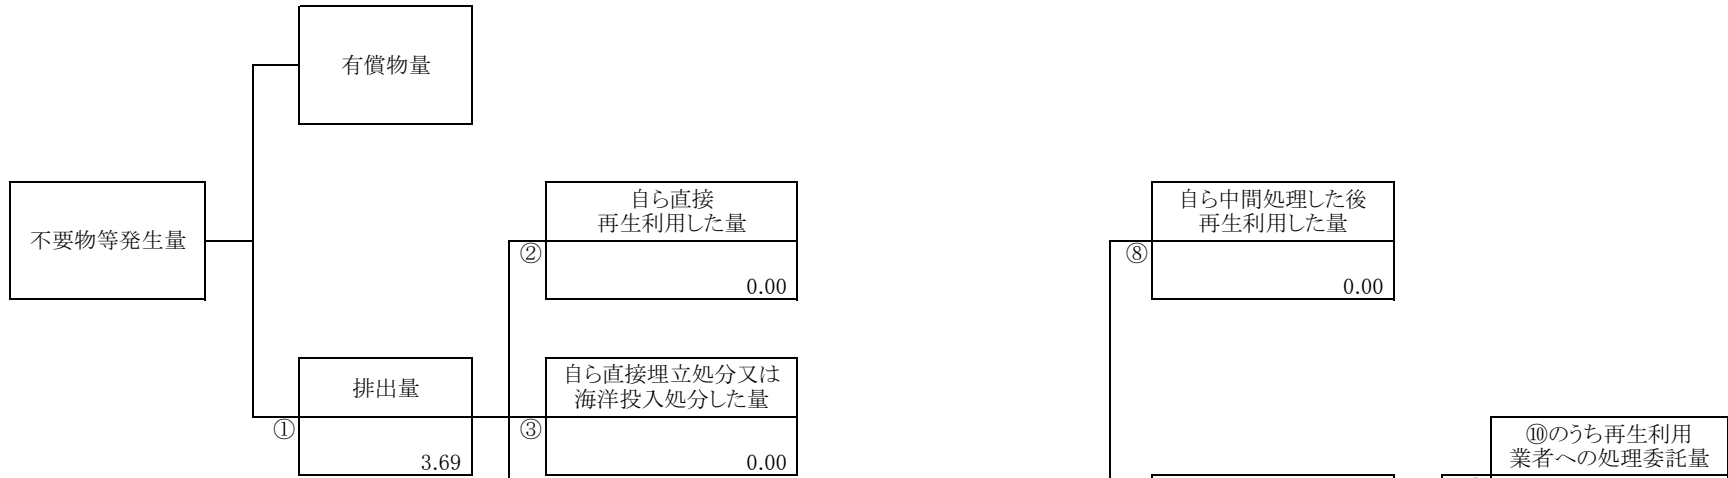 有償物量
不要物等発生量
自ら直接
再生利用した量
②
0.00
自ら中間処理した後
再生利用した量
⑧
0.00
排出量
①
3.69
自ら直接埋立処分又は
海洋投入処分した量
③
0.00
⑩のうち再生利用
業者への処理委託量